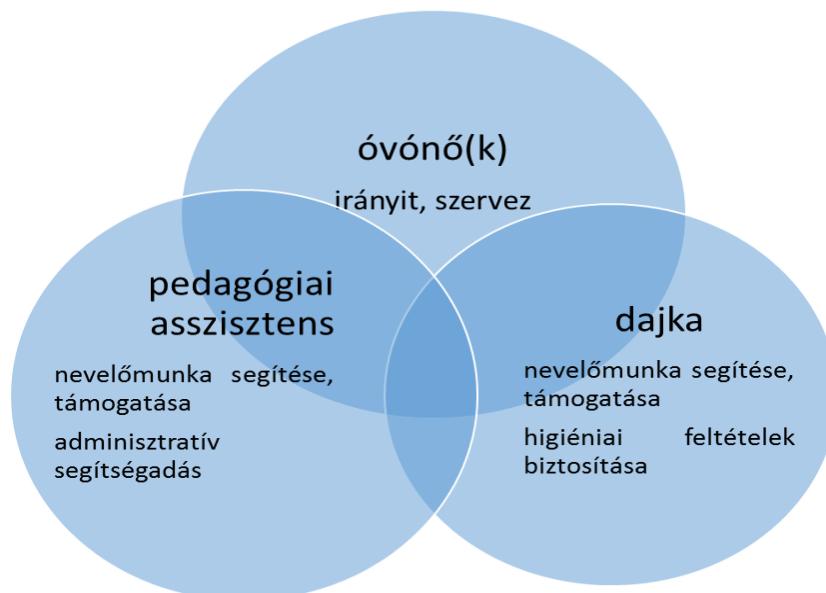 óvónő(k)
irányit, szervez
pedagógiai
asszisztens
nevelőmunka segítése,
támogatása
adminisztratív
segítségadás
dajka
nevelőmunka segítése,
támogatása
higiéniai feltételek
biztosítása